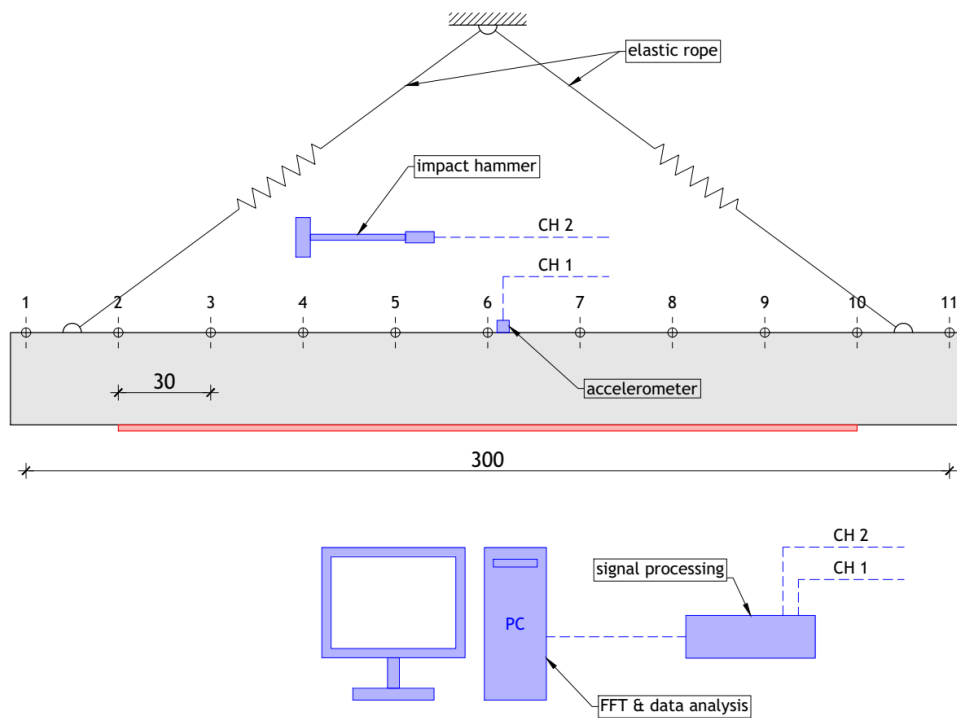 elastic rope
impact hammer
CH 2
CH 1
1 2 3 4 5 6 7 8 9 10 11
30
accelerometer
300
CH 2
signal processing
CH 1
PC
FFT & data analysis